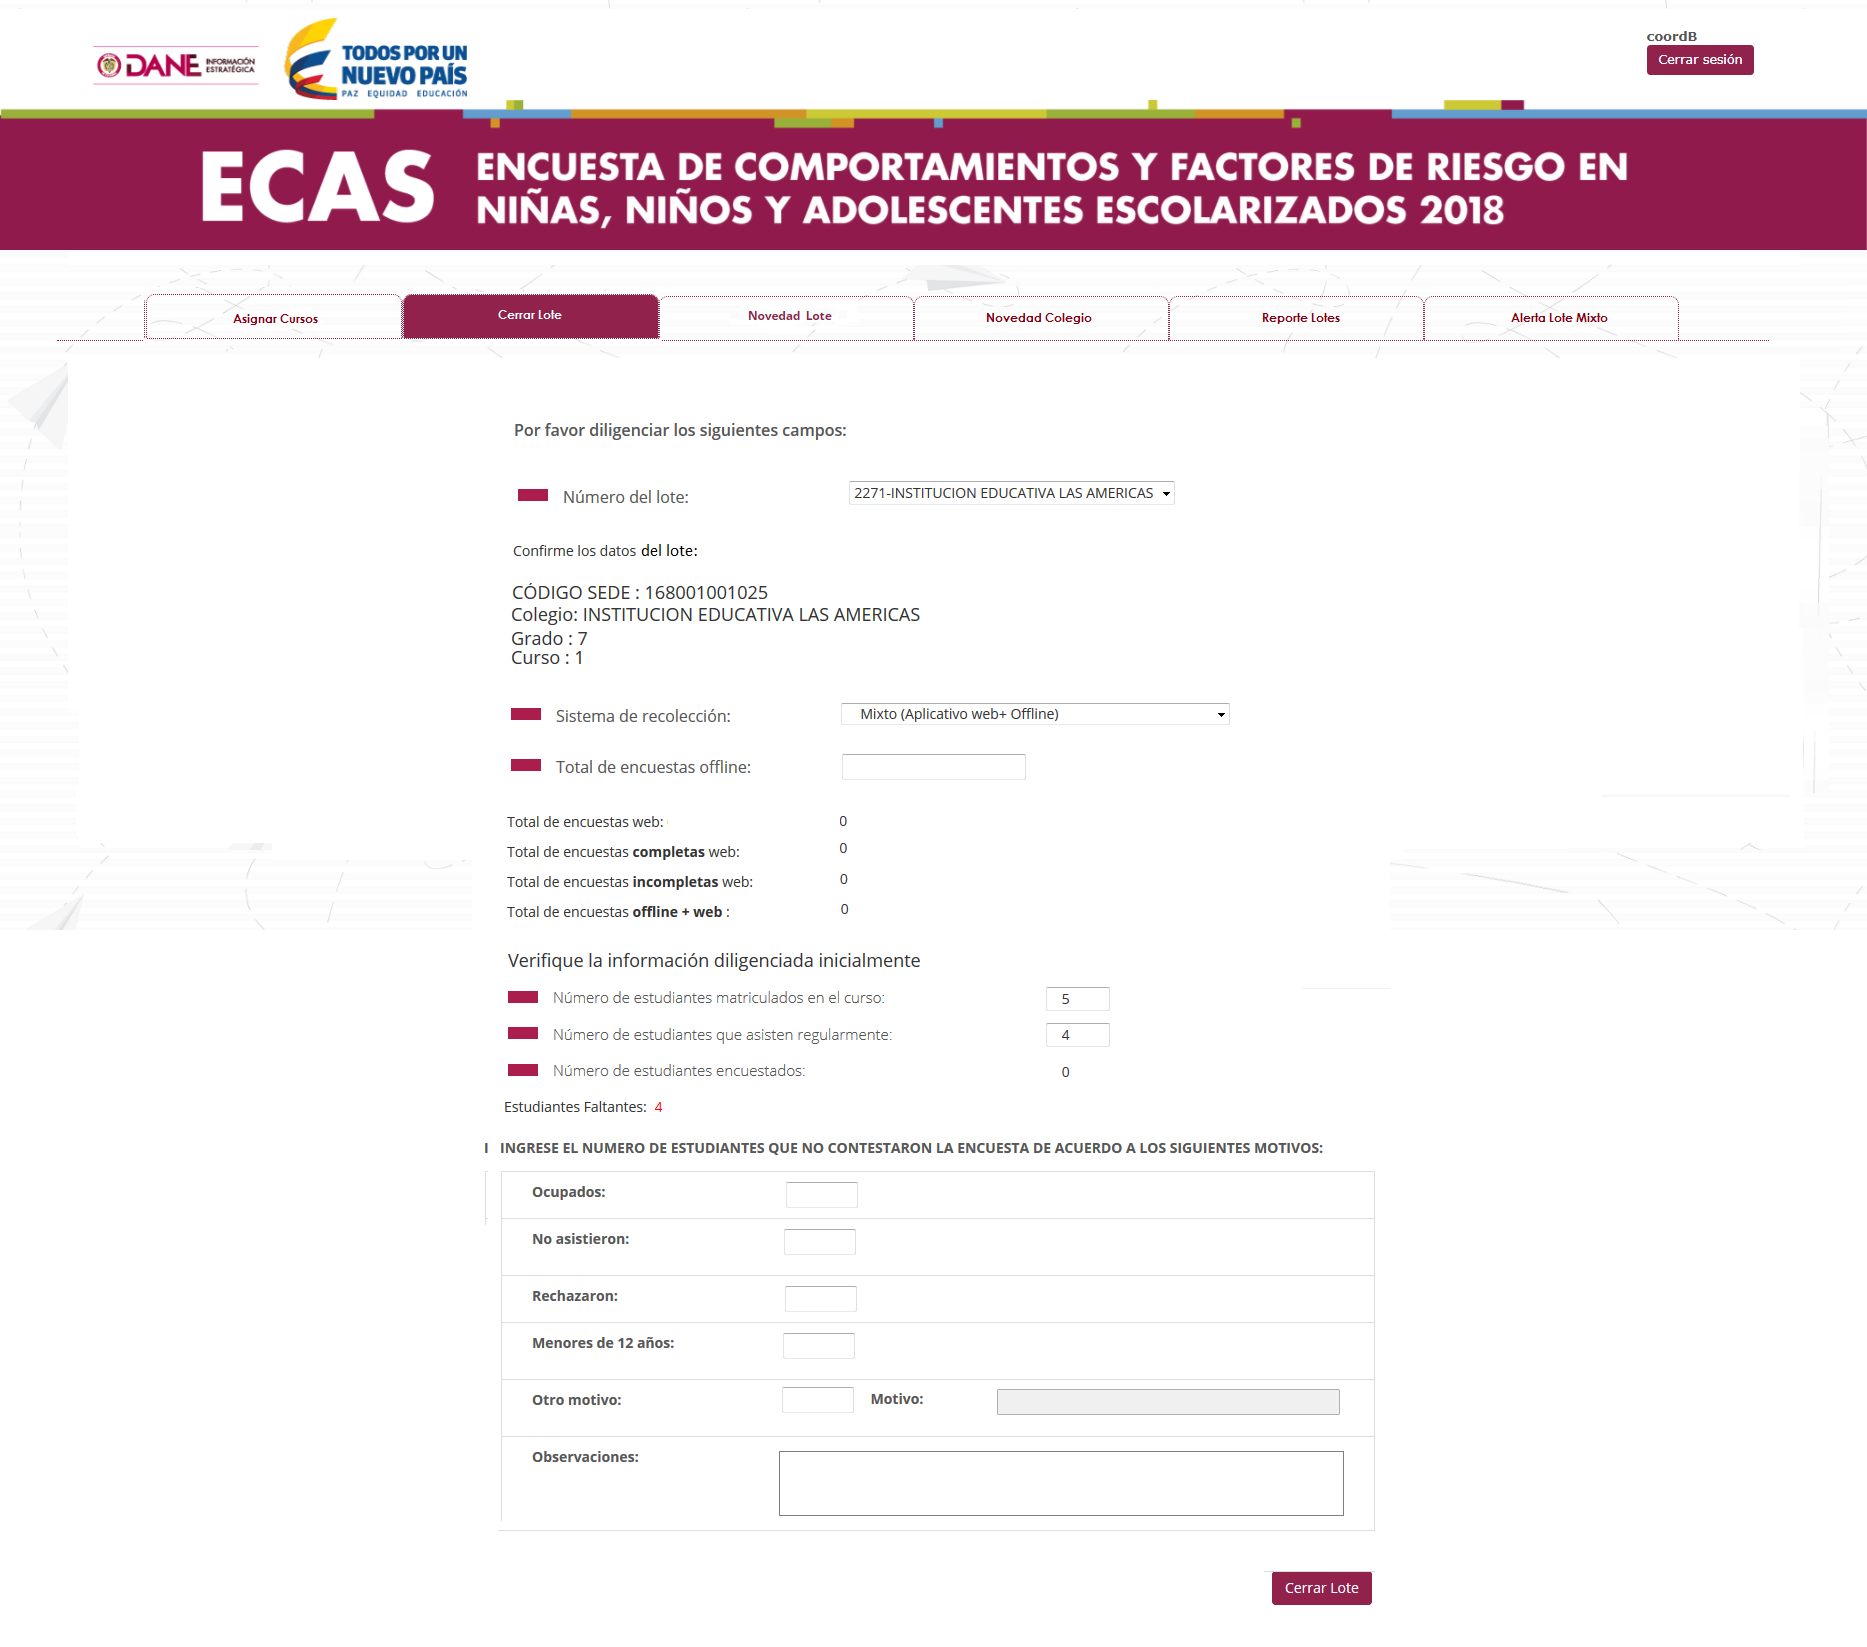 DANE INFORMACIÓN ESTRATÉGICA
TODOS POR UN
NUEVO PAÍS
PAZ EQUIDAD EDUCACIÓN
coordB
Cerrar sesión
ECAS ENCUESTA DE COMPORTAMIENTOS Y FACTORES DE RIESGO EN
NIÑAS, NIÑOS Y ADOLESCENTES ESCOLARIZADOS 2018
Asignar Cursos Cerrar Lote Novedad Lote Novedad Colegio Reporte Lotes Alerta Lote Mixto
Por favor diligenciar los siguientes campos:
Número del lote: 2271-INSTITUCION EDUCATIVA LAS AMERICAS
Confirme los datos del lote:
CÓDIGO SEDE : 168001001025
Colegio: INSTITUCION EDUCATIVA LAS AMERICAS
Grado : 7
Curso : 1
Sistema de recolección: Mixto (Aplicativo web+ Offline)
Total de encuestas offline:
Total de encuestas web: 0
Total de encuestas completas web: 0
Total de encuestas incompletas web: 0
Total de encuestas offline + web : 0
Verifique la información diligenciada inicialmente
Número de estudiantes matriculados en el curso: 5
Número de estudiantes que asisten regularmente: 4
Número de estudiantes encuestados: 0
Estudiantes Faltantes: 4
I INGRESE EL NUMERO DE ESTUDIANTES QUE NO CONTESTARON LA ENCUESTA DE ACUERDO A LOS SIGUIENTES MOTIVOS:
Ocupados:
No asistieron:
Rechazaron:
Menores de 12 años:
Otro motivo: Motivo:
Observaciones:
Cerrar Lote